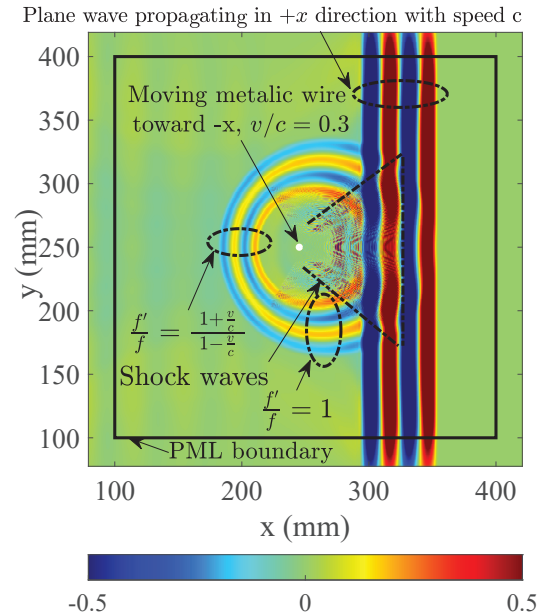 Plane wave propagating in +x direction with speed c
400
Moving metalic wire
toward -x, v/c = 0.3
350
300
y (mm)
250
200
f'/f = (1+v/c)/(1-v/c)
Shock waves
150
f'/f = 1
100
PML boundary
100 200 300 400
x (mm)
-0.5 0 0.5